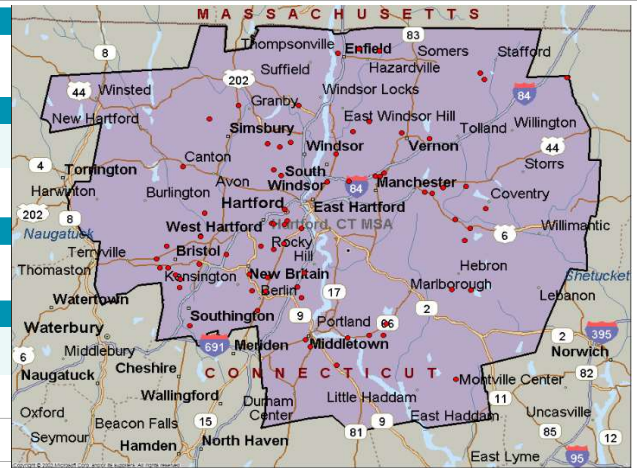 MASSACHUSETTS
Thompsonville
Enfield
83
Somers
Stafford
8
Suffield
Hazardville
202
44
Winsted
Granby
Windsor Locks
84
New Hartford
East Windsor Hill
Tolland
Willington
Simsbury
Windsor
Vernon
44
4
Torrington
Canton
South Windsor
Storrs
Harwinton
Burlington
Avon
84
Manchester
Coventry
202
8
Hartford
East Hartford
Naugatuck
West Hartford
Hartford, CT MSA
6
Willimantic
Terryville
Bristol
Rocky Hill
Thomaston
Kensington
New Britain
Hebron
Shetucket
Berlin
Marlborough
Lebanon
Watertown
17
Southington
9
Portland
66
2
Waterbury
691
Meriden
Middletown
2
395
6
Middlebury
Norwich
Naugatuck
Cheshire
CONNECTICUT
Montville Center
82
Wallingford
Durham Center
Little Haddam
11
Oxford
Beacon Falls
15
East Haddam
Uncasville
Seymour
Hamden
North Haven
81
9
85
12
East Lyme
95